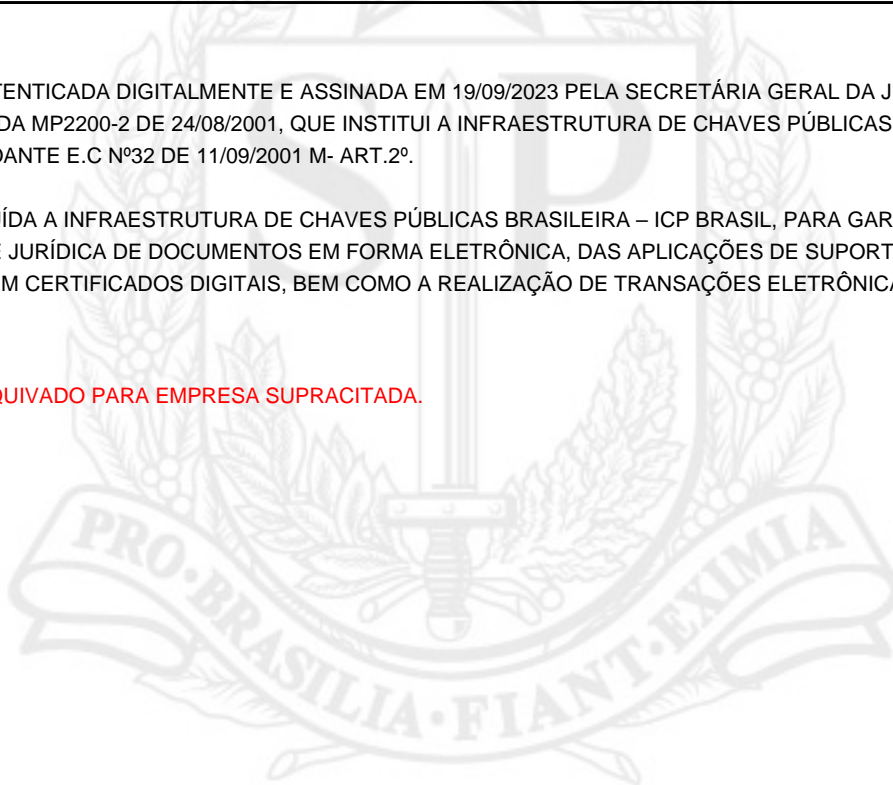 TENTICADA DIGITALMENTE E ASSINADA EM 19/09/2023 PELA SECRETÁRIA GERAL DA J
DA MP2200-2 DE 24/08/2001, QUE INSTITUI A INFRAESTRUTURA DE CHAVES PÚBLICAS
DANTE E.C Nº32 DE 11/09/2001 M- ART.2º.
UÍDA A INFRAESTRUTURA DE CHAVES PÚBLICAS BRASILEIRA – ICP BRASIL, PARA GAR
E JURÍDICA DE DOCUMENTOS EM FORMA ELETRÔNICA, DAS APLICAÇÕES DE SUPORT
EM CERTIFICADOS DIGITAIS, BEM COMO A REALIZAÇÃO DE TRANSAÇÕES ELETRÔNICA
QUIVADO PARA EMPRESA SUPRACITADA.
SP
PRO·BRASILIA·FIANT·EXIMIA